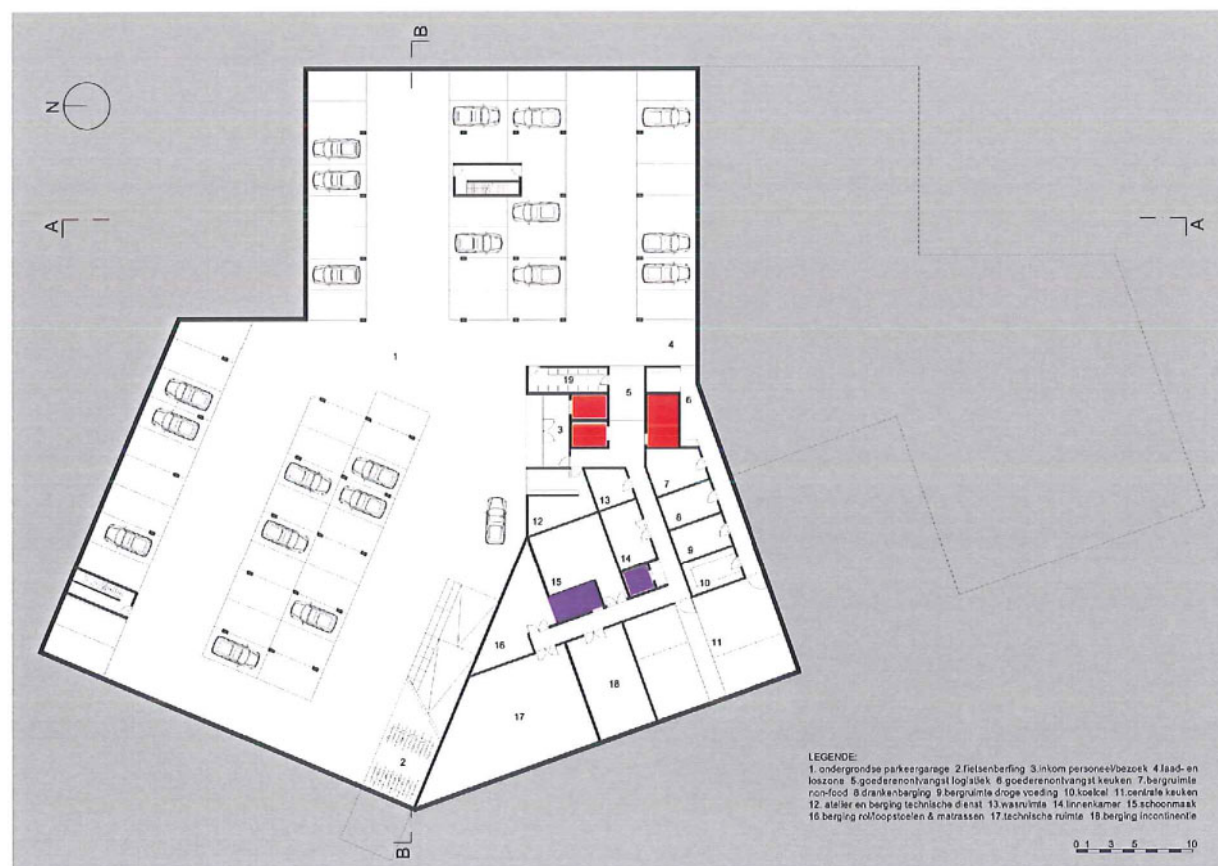 B
N
A
A
4
1
19
5
6
3
7
13
8
12
9
14
15
10
16
11
18
17
2
B
LEGENDE:
1. ondergrondse parkeergarage 2.fietsenberfing 3.inkom personeel/bezoek 4.laad- en
loszone 5.goederenontvangst logistiek 6.goederenontvangst keuken 7.bergruimte
non-food 8.drankenberging 9.bergruimte droge voeding 10.koelcel 11.centrale keuken
12. atelier en berging technische dienst 13.wasruimte 14.linnenkamer 15.schoonmaak
16.berging rol/loopstoelen & matrassen 17.technische ruimte 18.berging incontinentie
0 1 3 5 10